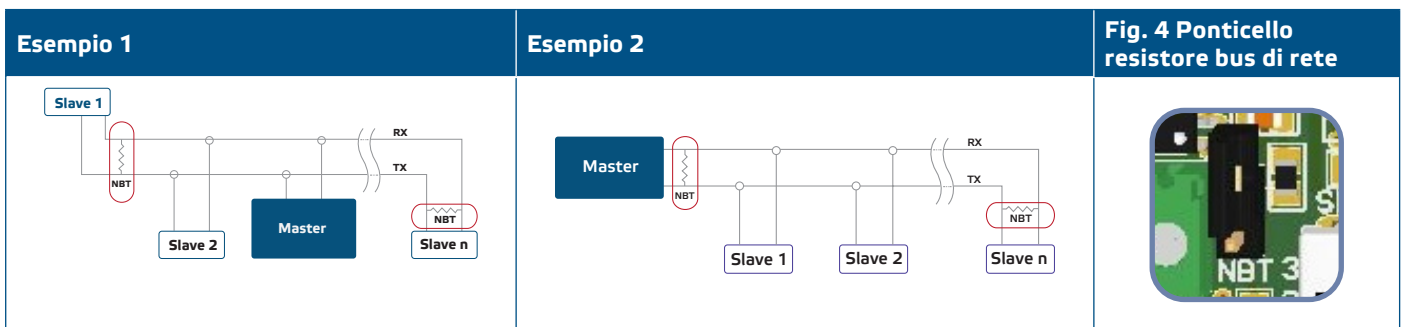 Esempio 1
Slave 1
NBT
RX
TX
Slave 2
Master
NBT
Slave n
Esempio 2
Master
NBT
RX
TX
Slave 1
Slave 2
NBT
Slave n
Fig. 4 Ponticello
resistore bus di rete
NBT 3
S